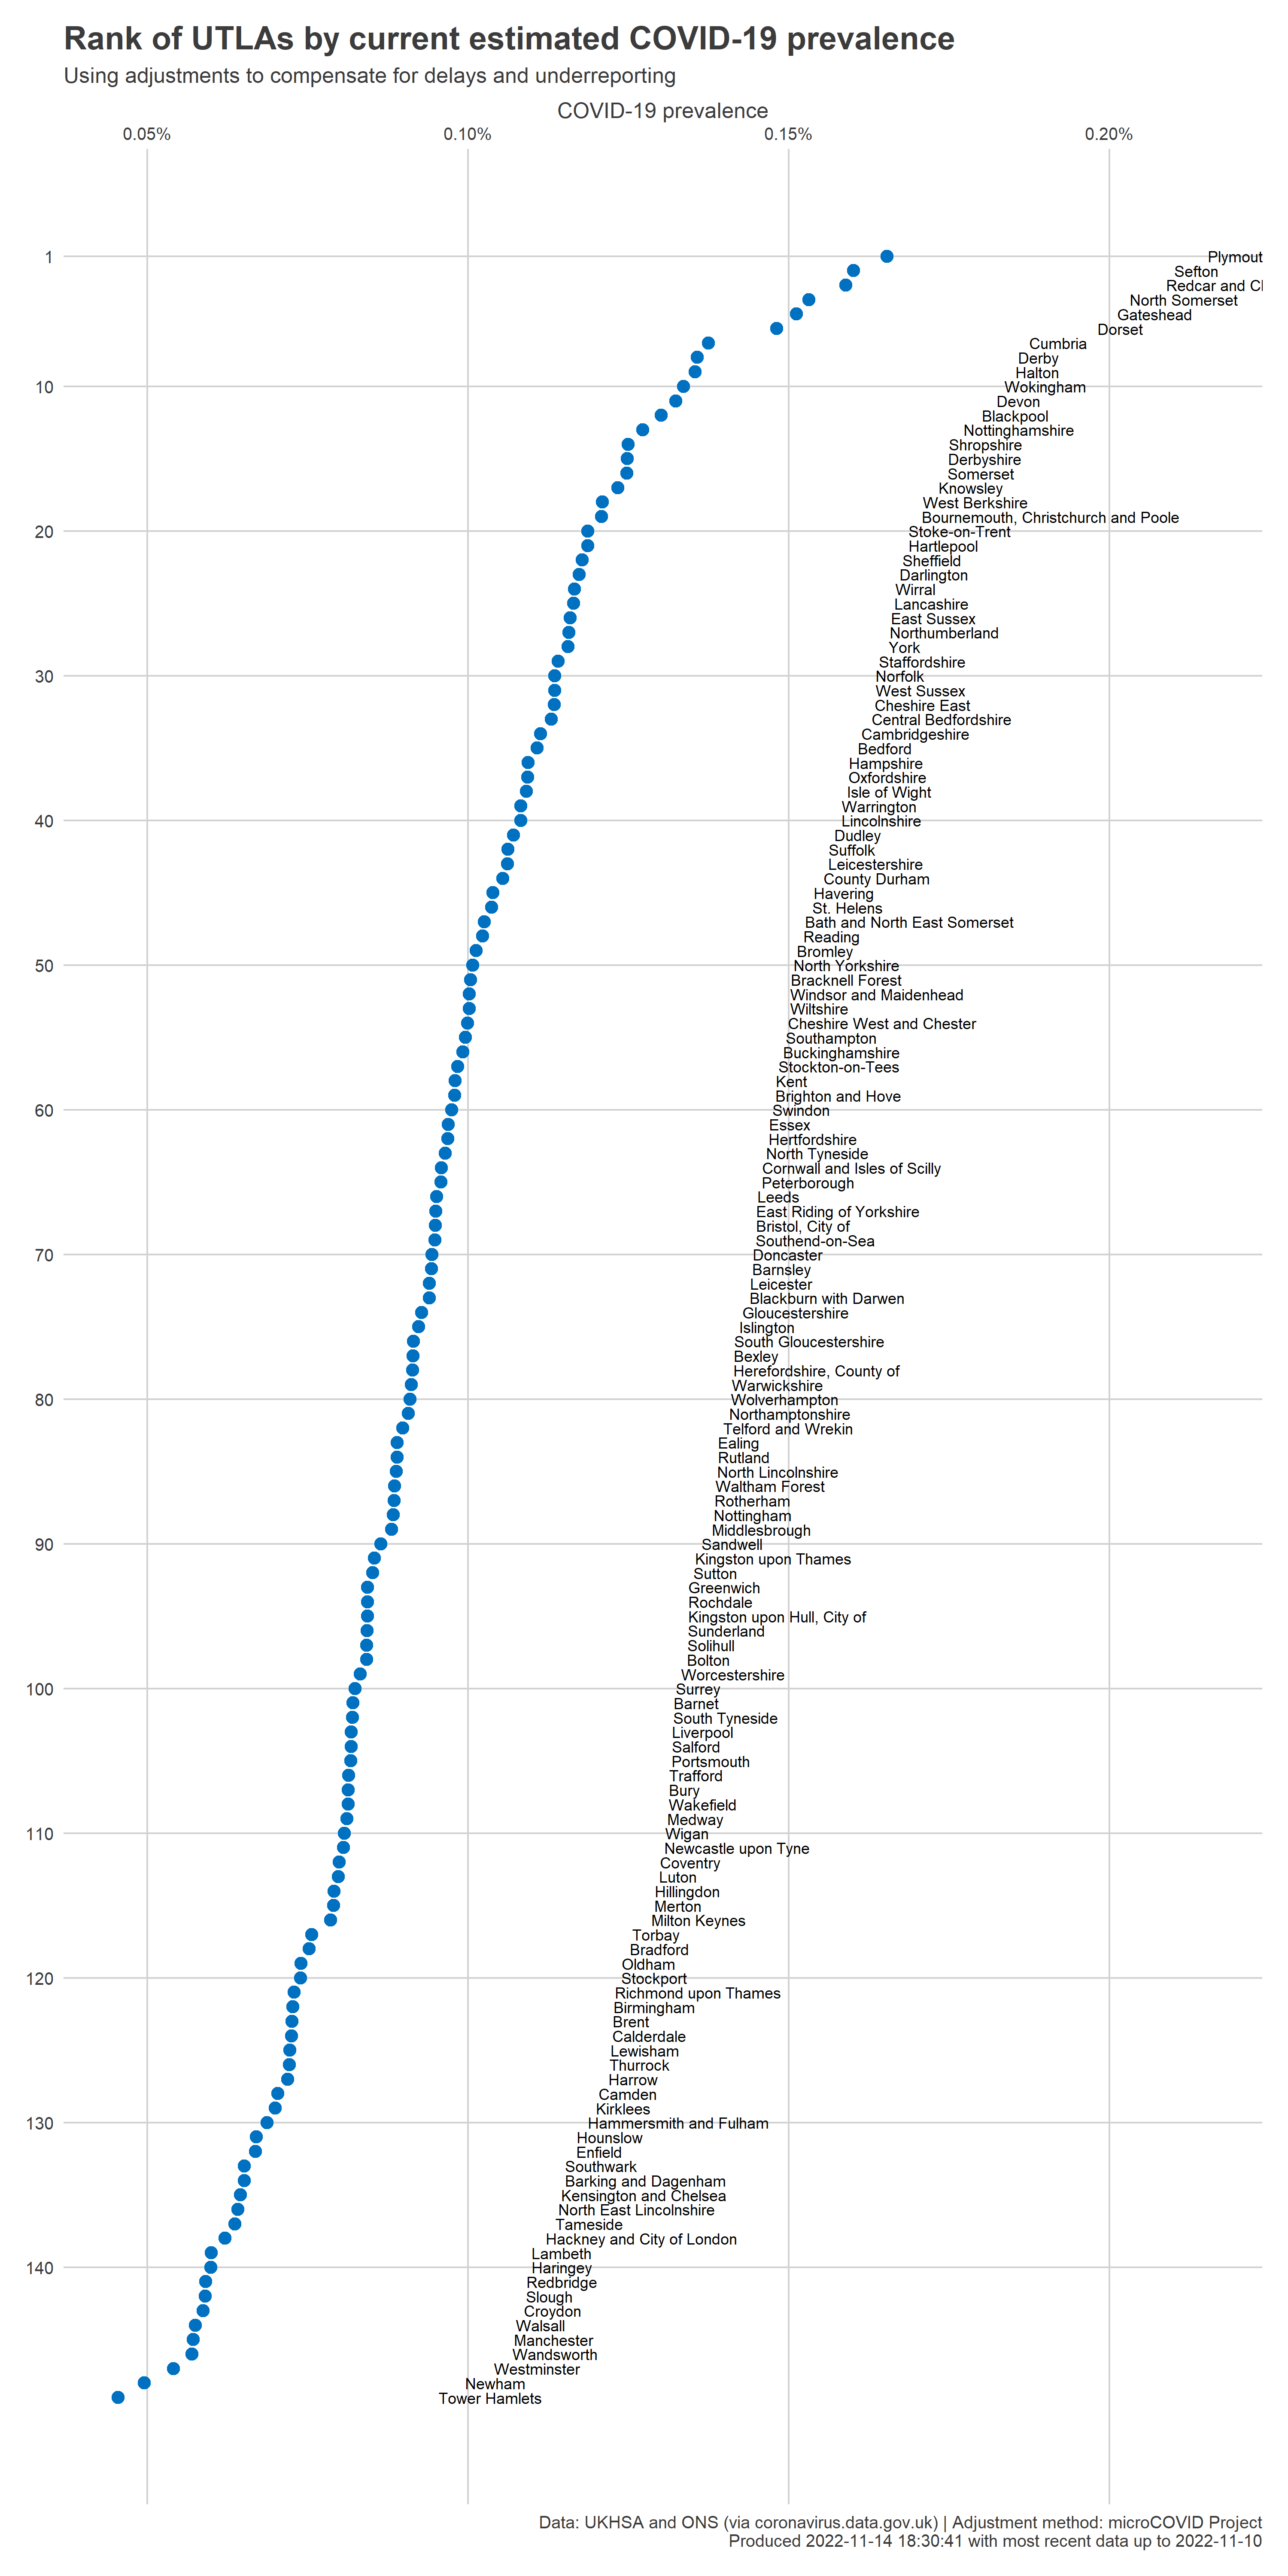 Rank of UTLAs by current estimated COVID-19 prevalence
Using adjustments to compensate for delays and underreporting
COVID-19 prevalence
0.05% 0.10% 0.15% 0.20%
1 Plymout
Sefton
Redcar and Cl
North Somerset
Gateshead
Dorset
Cumbria
Derby
Halton
10 Wokingham
Devon
Blackpool
Nottinghamshire
Shropshire
Derbyshire
Somerset
Knowsley
West Berkshire
Bournemouth, Christchurch and Poole
20 Stoke-on-Trent
Hartlepool
Sheffield
Darlington
Wirral
Lancashire
East Sussex
Northumberland
York
Staffordshire
30 Norfolk
West Sussex
Cheshire East
Central Bedfordshire
Cambridgeshire
Bedford
Hampshire
Oxfordshire
Isle of Wight
Warrington
40 Lincolnshire
Dudley
Suffolk
Leicestershire
County Durham
Havering
St. Helens
Bath and North East Somerset
Reading
Bromley
50 North Yorkshire
Bracknell Forest
Windsor and Maidenhead
Wiltshire
Cheshire West and Chester
Southampton
Buckinghamshire
Stockton-on-Tees
Kent
Brighton and Hove
60 Swindon
Essex
Hertfordshire
North Tyneside
Cornwall and Isles of Scilly
Peterborough
Leeds
East Riding of Yorkshire
Bristol, City of
Southend-on-Sea
70 Doncaster
Barnsley
Leicester
Blackburn with Darwen
Gloucestershire
Islington
South Gloucestershire
Bexley
Herefordshire, County of
Warwickshire
80 Wolverhampton
Northamptonshire
Telford and Wrekin
Ealing
Rutland
North Lincolnshire
Waltham Forest
Rotherham
Nottingham
Middlesbrough
90 Sandwell
Kingston upon Thames
Sutton
Greenwich
Rochdale
Kingston upon Hull, City of
Sunderland
Solihull
Bolton
Worcestershire
100 Surrey
Barnet
South Tyneside
Liverpool
Salford
Portsmouth
Trafford
Bury
Wakefield
Medway
110 Wigan
Newcastle upon Tyne
Coventry
Luton
Hillingdon
Merton
Milton Keynes
Torbay
Bradford
Oldham
120 Stockport
Richmond upon Thames
Birmingham
Brent
Calderdale
Lewisham
Thurrock
Harrow
Camden
Kirklees
130 Hammersmith and Fulham
Hounslow
Enfield
Southwark
Barking and Dagenham
Kensington and Chelsea
North East Lincolnshire
Tameside
Hackney and City of London
Lambeth
140 Haringey
Redbridge
Slough
Croydon
Walsall
Manchester
Wandsworth
Westminster
Newham
Tower Hamlets
Data: UKHSA and ONS (via coronavirus.data.gov.uk) | Adjustment method: microCOVID Project
Produced 2022-11-14 18:30:41 with most recent data up to 2022-11-10